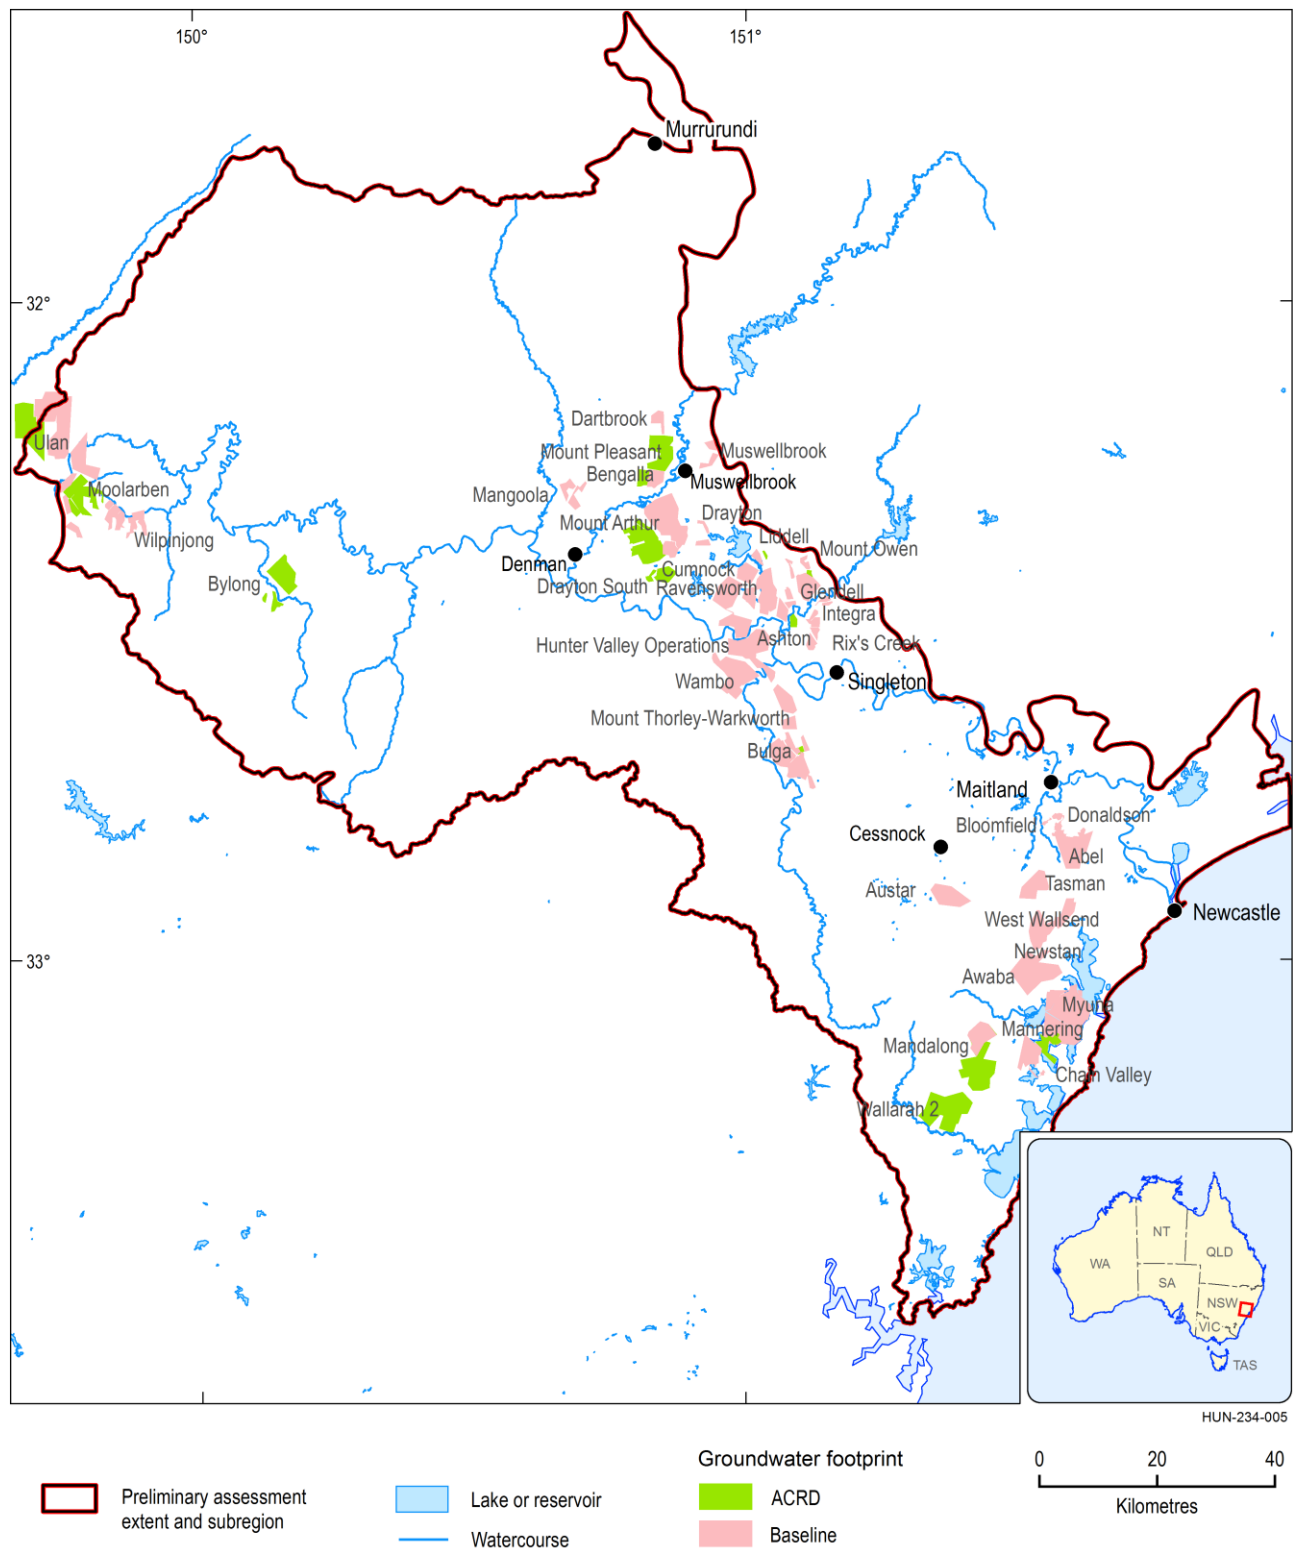 150°
151°
Murrurundi
32°
Dartbrook
Ulan
Mount Pleasant
Muswellbrook
Bengalla
Muswellbrook
Moolarben
Mangoola
Drayton
Mount Arthur
Wilpinjong
Liddell
Mount Owen
Denman
Cumnock
Bylong
Drayton South
Ravensworth
Glendell
Integra
Hunter Valley Operations
Ashton
Rix's Creek
Wambo
Singleton
Mount Thorley-Warkworth
Bulga
Maitland
Donaldson
Bloomfield
Cessnock
Abel
Austar
Tasman
Newcastle
West Wallsend
Newstan
33°
Awaba
Myuna
Mannering
Mandalong
Chain Valley
Wallarah 2
NT
QLD
WA
SA
NSW
VIC
TAS
HUN-234-005
Groundwater footprint
0 20 40
Kilometres
Preliminary assessment
extent and subregion
Lake or reservoir
Watercourse
ACRD
Baseline